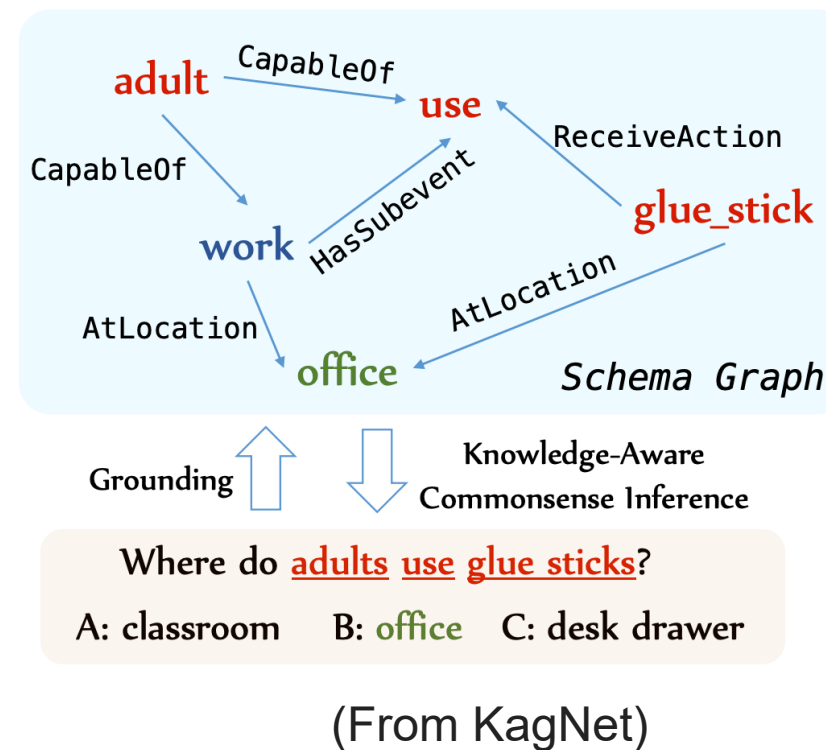 adult
CapableOf
use
CapableOf
ReceiveAction
work
HasSubevent
glue_stick
AtLocation
AtLocation
office
Schema Graph
Grounding
Knowledge-Aware
Commonsense Inference
Where do adults use glue sticks?
A: classroom B: office C: desk drawer
(From KagNet)